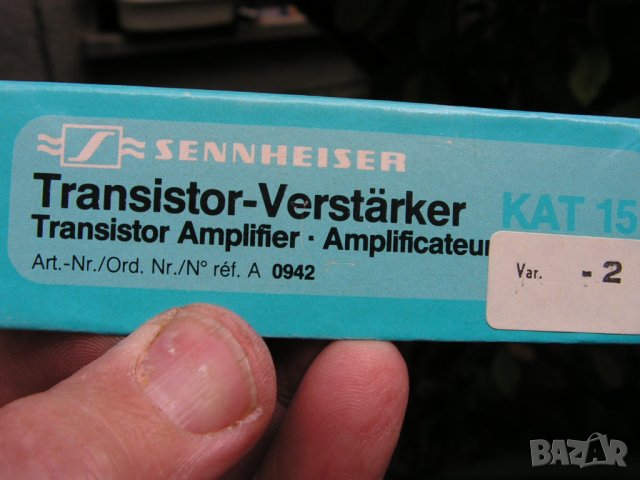 SENNHEISER
Transistor-Verstärker KAT 15
Transistor Amplifier · Amplificateur
Art.-Nr./Ord. Nr./N° réf. A 0942
Var. - 2
BAZAR